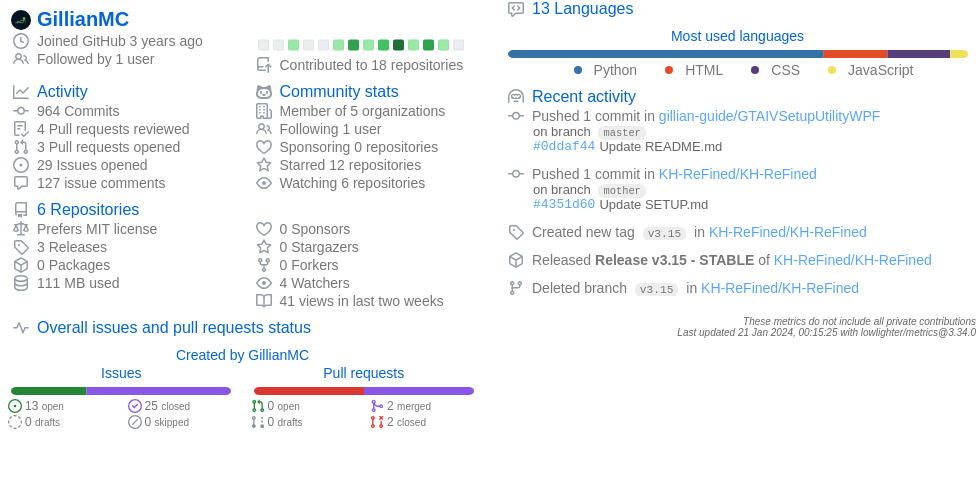 GillianMC
Joined GitHub 3 years ago
Followed by 1 user
Contributed to 18 repositories
Activity
964 Commits
4 Pull requests reviewed
3 Pull requests opened
29 Issues opened
127 issue comments
Community stats
Member of 5 organizations
Following 1 user
Sponsoring 0 repositories
Starred 12 repositories
Watching 6 repositories
6 Repositories
Prefers MIT license
3 Releases
0 Packages
111 MB used
0 Sponsors
0 Stargazers
0 Forkers
4 Watchers
41 views in last two weeks
Overall issues and pull requests status
Created by GillianMC
Issues
13 open
25 closed
0 drafts
0 skipped
Pull requests
0 open
2 merged
0 drafts
2 closed
13 Languages
Most used languages
Python HTML CSS JavaScript
Recent activity
Pushed 1 commit in gillian-guide/GTAIVSetupUtilityWPF
on branch master
#0ddaf44 Update README.md
Pushed 1 commit in KH-ReFined/KH-ReFined
on branch mother
#4351d60 Update SETUP.md
Created new tag v3.15 in KH-ReFined/KH-ReFined
Released Release v3.15 - STABLE of KH-ReFined/KH-ReFined
Deleted branch v3.15 in KH-ReFined/KH-ReFined
These metrics do not include all private contributions
Last updated 21 Jan 2024, 00:15:25 with lowlighter/metrics@3.34.0